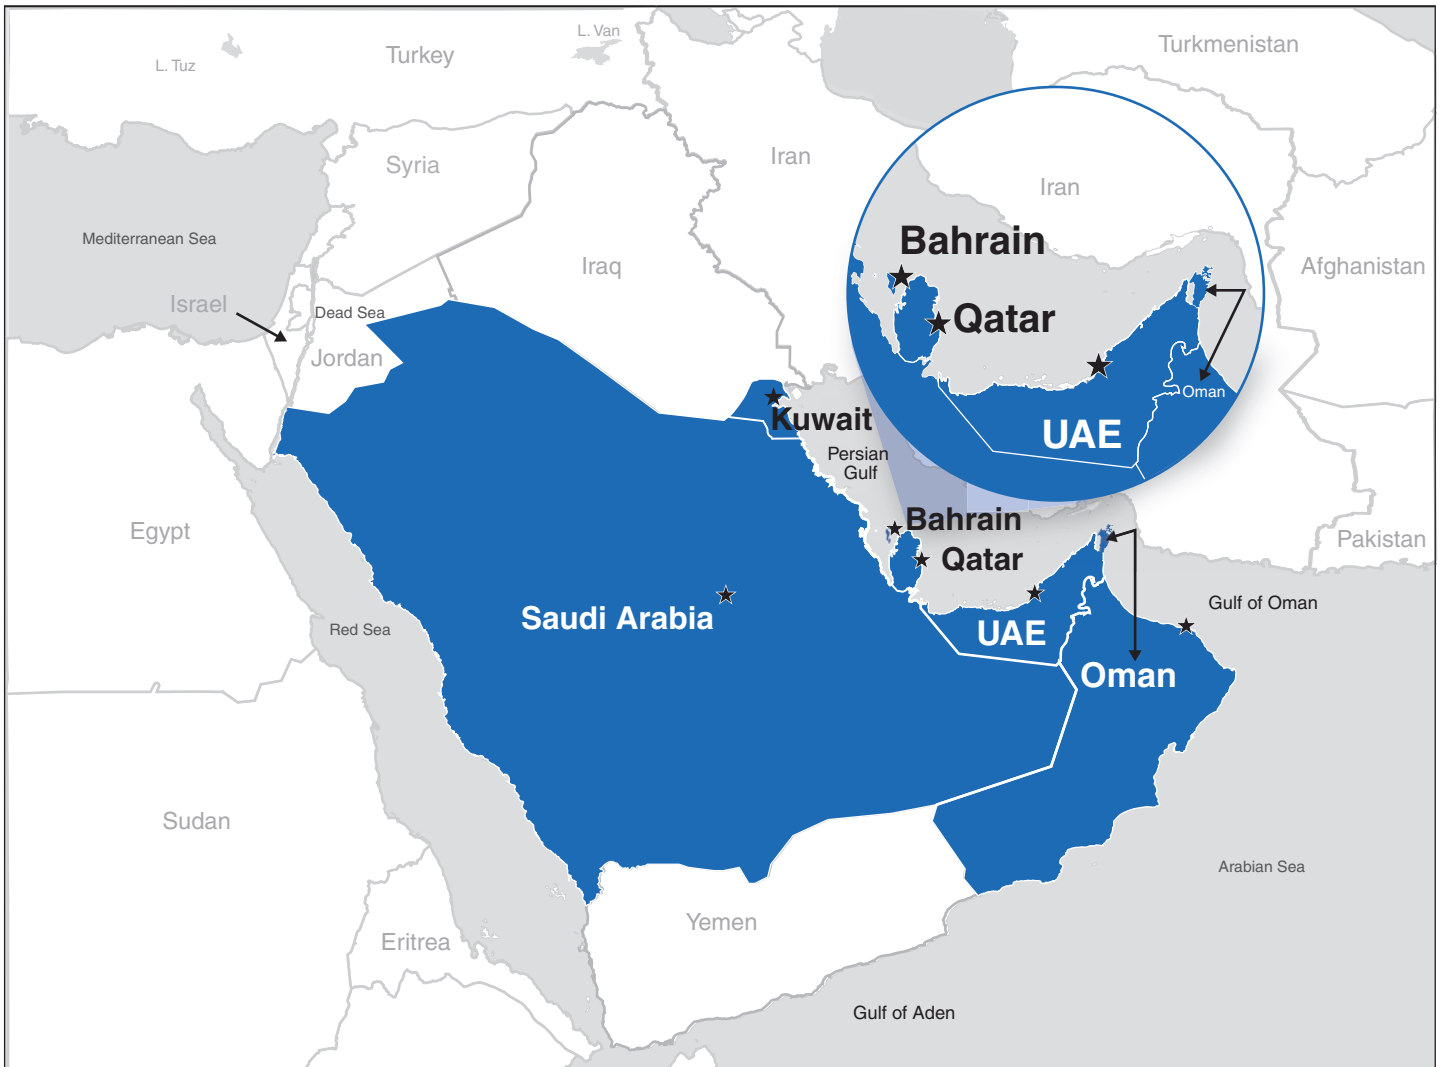 L. Van
Turkey
L. Tuz
Turkmenistan
Syria
Iran
Iran
Mediterranean Sea
Bahrain
Iraq
Afghanistan
Israel
Dead Sea
Qatar
Jordan
Oman
Kuwait
UAE
Persian
Gulf
Bahrain
Egypt
Pakistan
Qatar
Gulf of Oman
Saudi Arabia
Red Sea
UAE
Oman
Sudan
Arabian Sea
Yemen
Eritrea
Gulf of Aden